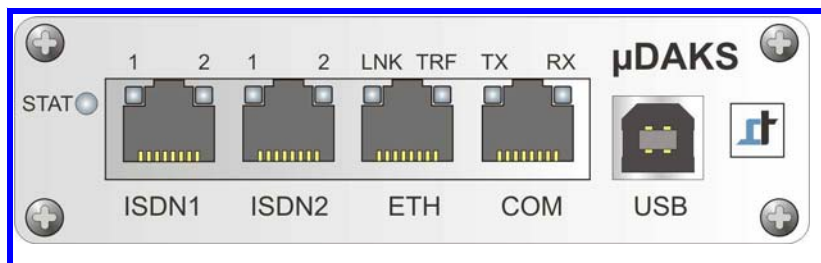 1 2 1 2 LNK TRF TX RX µDAKS
STAT
ISDN1 ISDN2 ETH COM USB